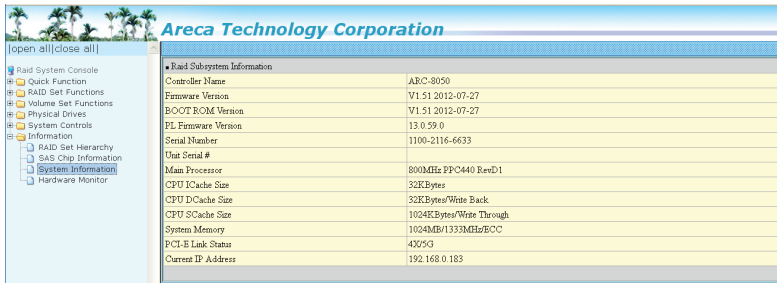 Areca Technology Corporation
|open all|close all|
Raid System Console
Quick Function
RAID Set Functions
Volume Set Functions
Physical Drives
System Controls
Information
RAID Set Hierarchy
SAS Chip Information
System Information
Hardware Monitor
Raid Subsystem Information
Controller Name ARC-8050
Firmware Version V1.51 2012-07-27
BOOT ROM Version V1.51 2012-07-27
PL Firmware Version 13.0.59.0
Serial Number 1100-2116-6633
Unit Serial #
Main Processor 800MHz PPC440 RevD1
CPU ICache Size 32KBytes
CPU DCache Size 32KBytes/Write Back
CPU SCache Size 1024KBytes/Write Through
System Memory 1024MB/1333MHz/ECC
PCI-E Link Status 4X/5G
Current IP Address 192.168.0.183